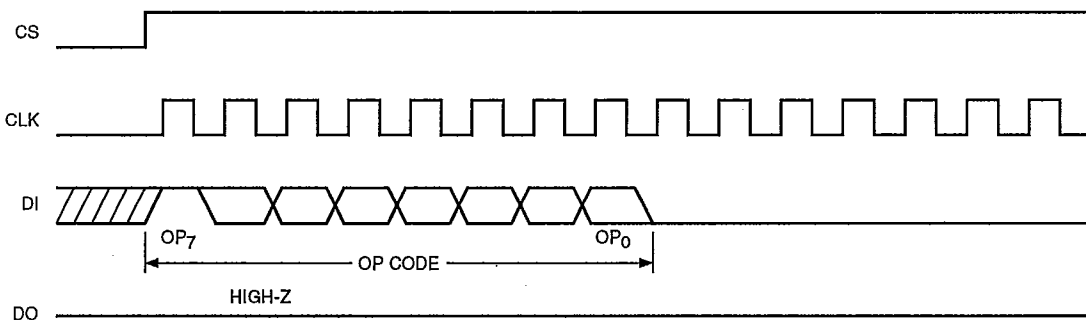 CS
CLK
DI
OP7
OP0
OP CODE
HIGH-Z
DO